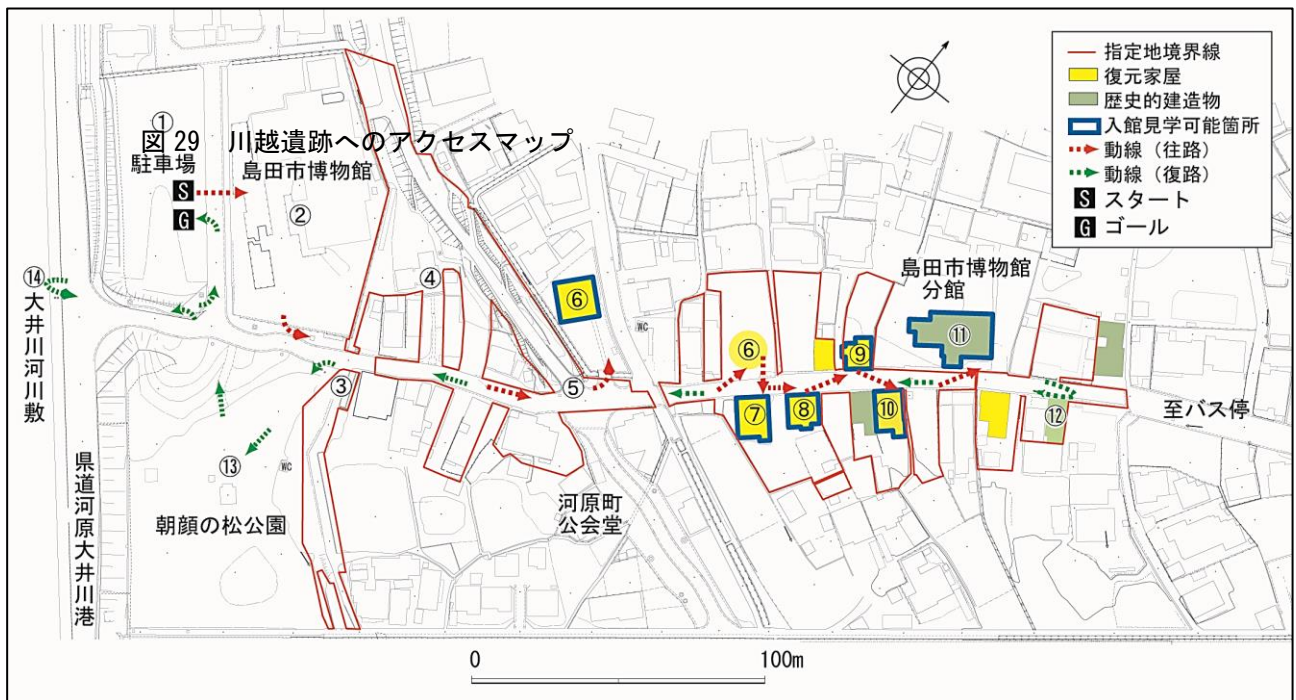 ①
図 29　川越遺跡へのアクセスマップ
駐車場
島田市博物館
S
G
②
⑭
大井川河川敷
県道河原大井川港
③
④
⑤
⑥
WC
⑬
WC
朝顔の松公園
河原町
公会堂
⑥
⑦
⑧
⑨
⑩
島田市博物館
分館
⑪
⑫
至バス停
指定地境界線
復元家屋
歴史的建造物
入館見学可能箇所
動線（往路）
動線（復路）
S スタート
G ゴール
0 100m